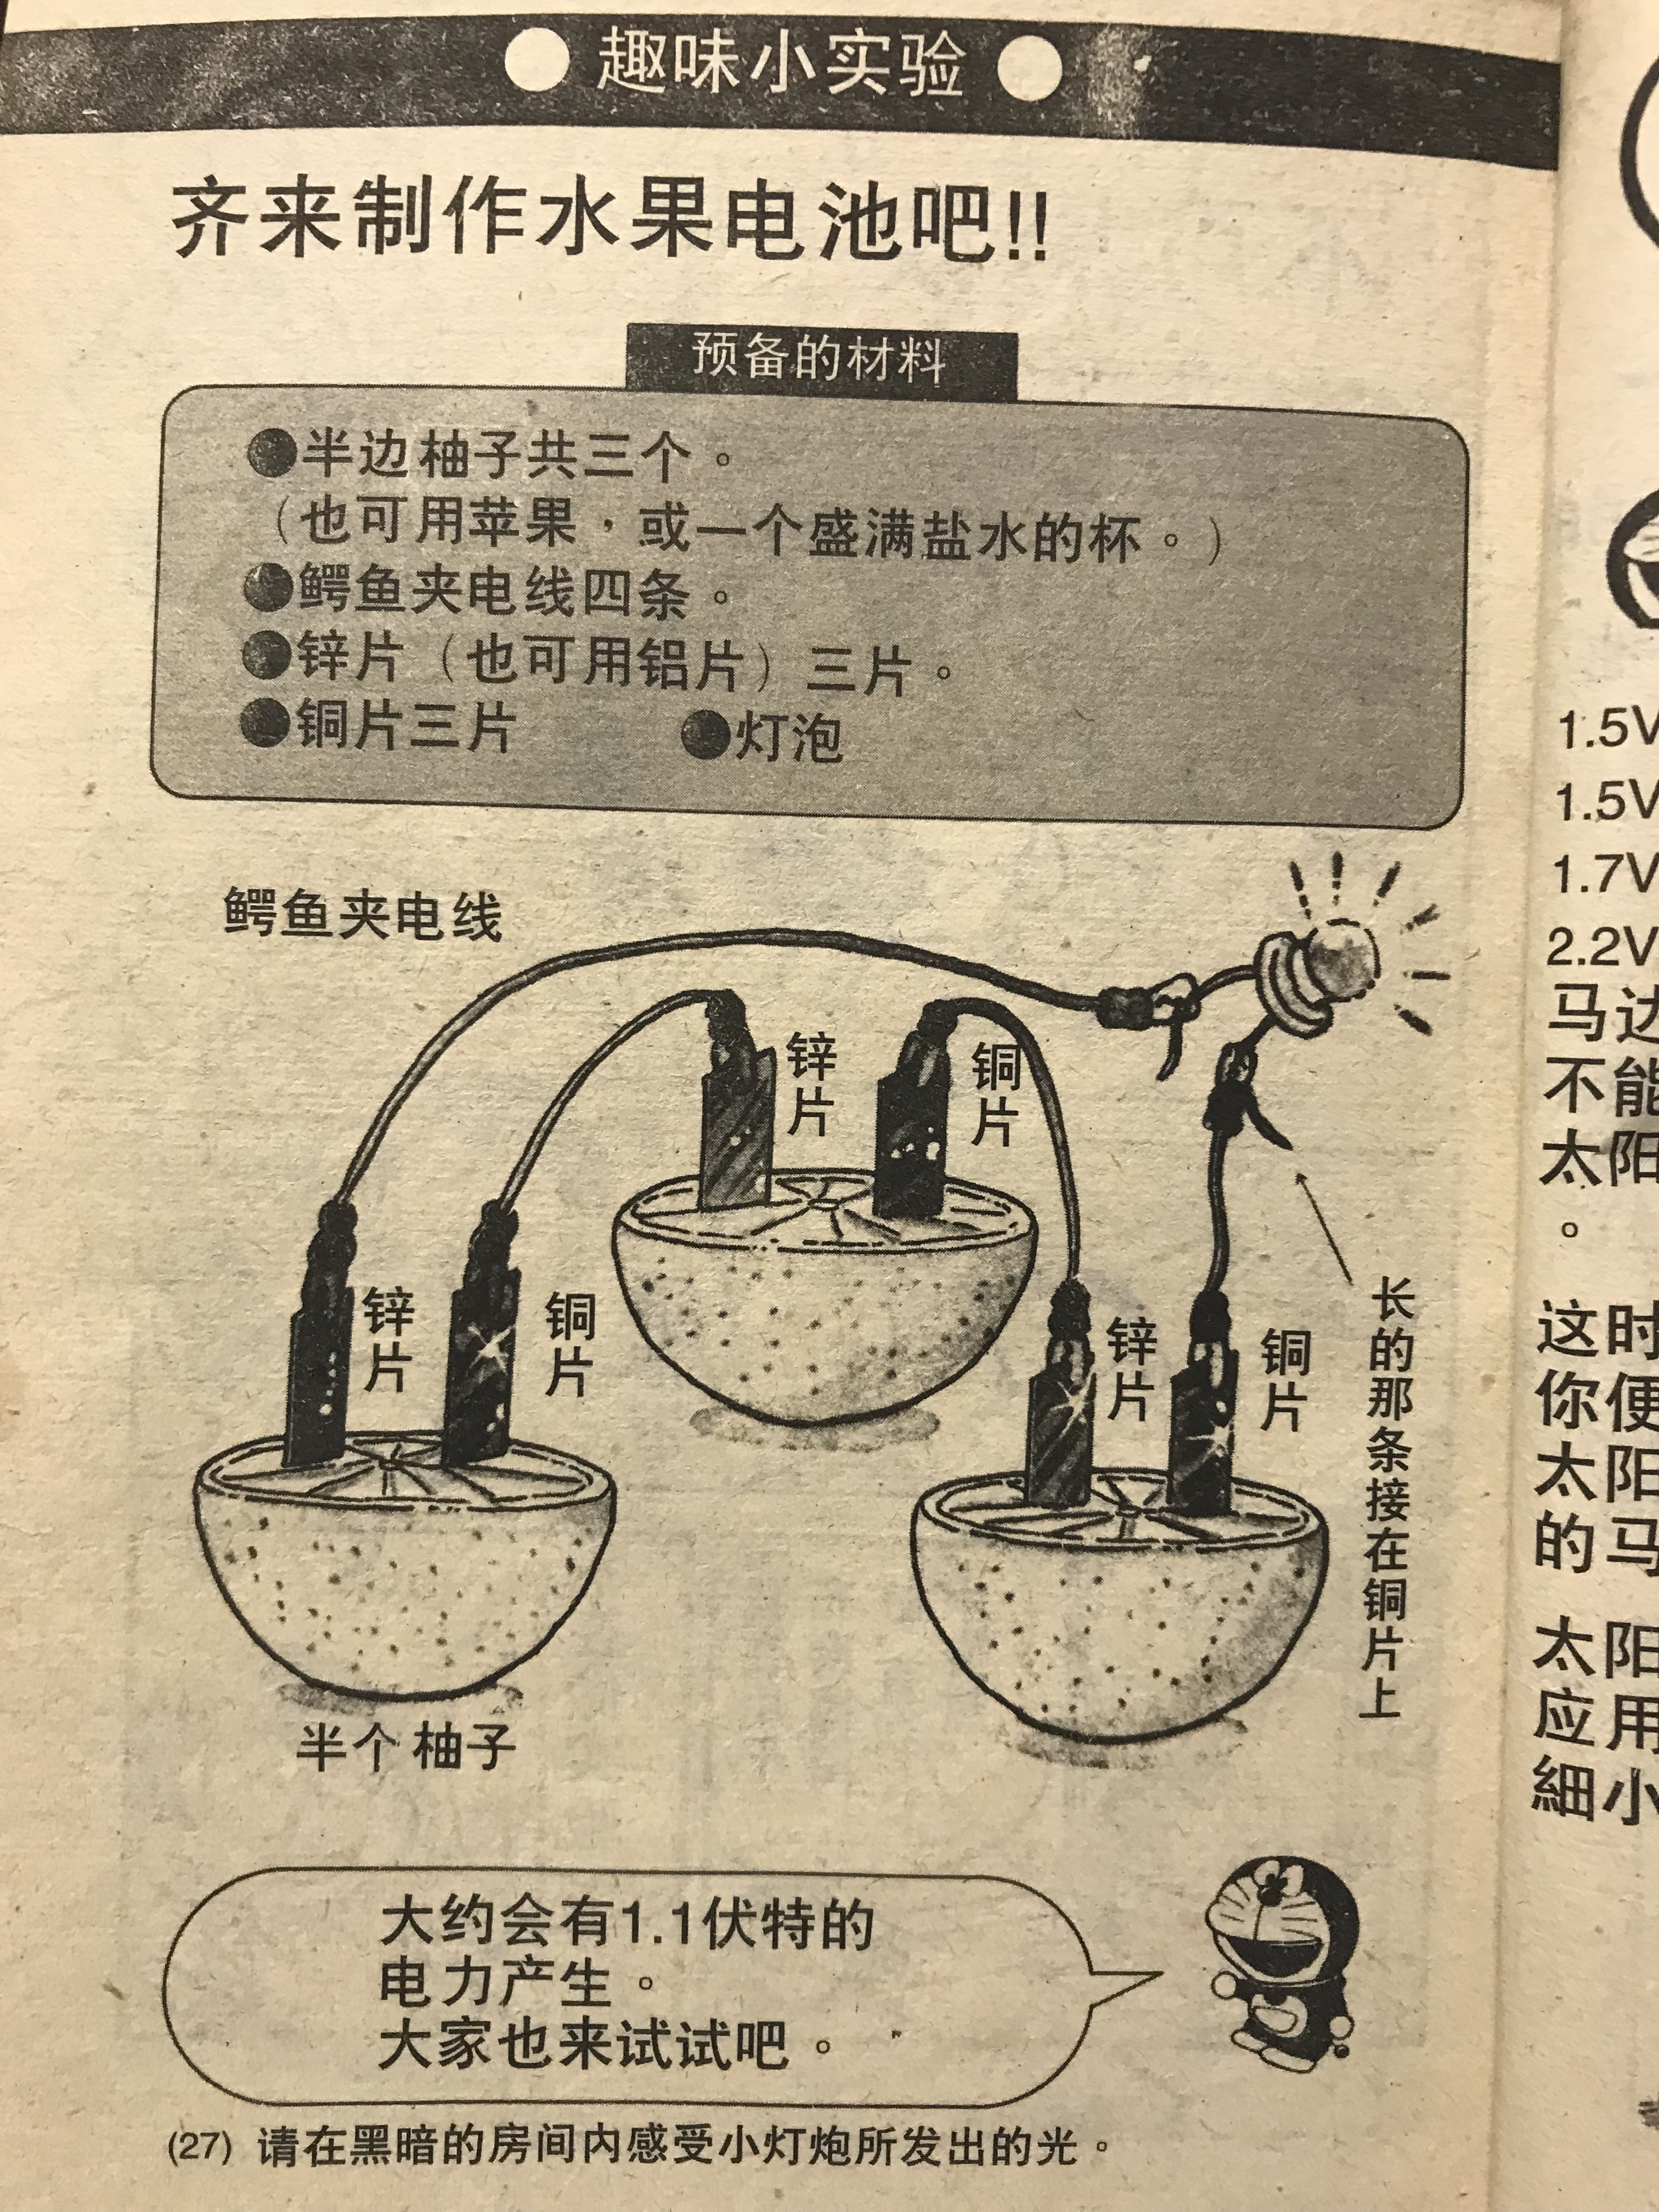 趣味小实验
齐来制作水果电池吧!!
预备的材料
●半边柚子共三个。
(也可用苹果,或一个盛满盐水的杯。)
●鳄鱼夹电线四条。
●锌片(也可用铝片)三片。
●铜片三片 ●灯泡
鳄鱼夹电线
锌片
铜片
锌片
铜片
锌片
铜片
长的那条接在铜片上
半个柚子
大约会有1.1伏特的
电力产生。
大家也来试试吧。
(27) 请在黑暗的房间内感受小灯炮所发出的光。
1.5V
1.5V
1.7V
2.2V
马达
不能
太阳
。
这时
你便
太阳
的马
太阳
应用
細小